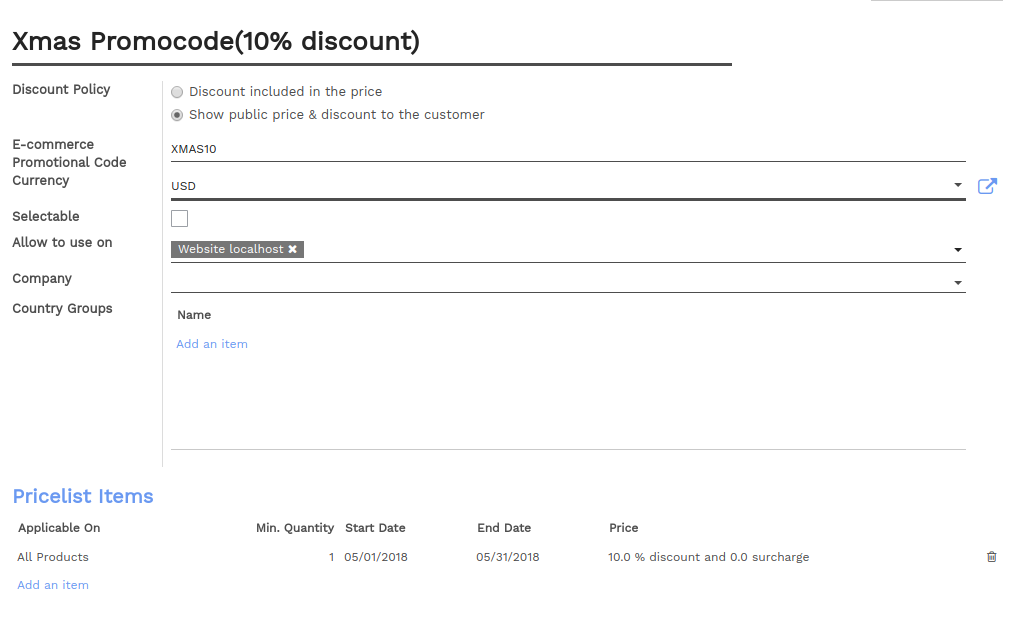 Xmas Promocode(10% discount)
Discount Policy
Discount included in the price
Show public price & discount to the customer
E-commerce
Promotional Code
XMAS10
Currency
USD
Selectable
Allow to use on
Website localhost ✖
Company
Country Groups
Name
Add an item
Pricelist Items
Applicable On Min. Quantity Start Date End Date Price
All Products 1 05/01/2018 05/31/2018 10.0 % discount and 0.0 surcharge
Add an item